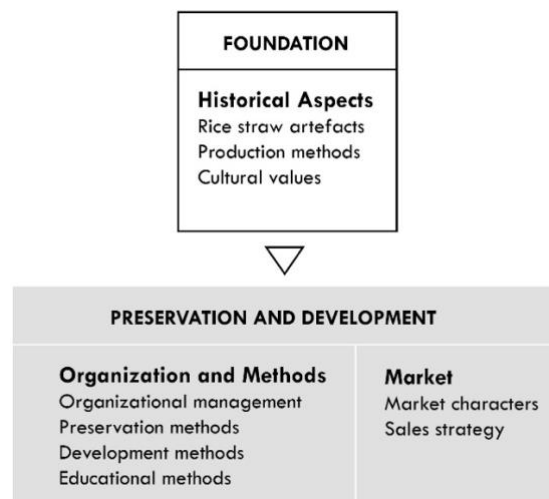 FOUNDATION
Historical Aspects
Rice straw artefacts
Production methods
Cultural values
PRESERVATION AND DEVELOPMENT
Organization and Methods
Organizational management
Preservation methods
Development methods
Educational methods
Market
Market characters
Sales strategy